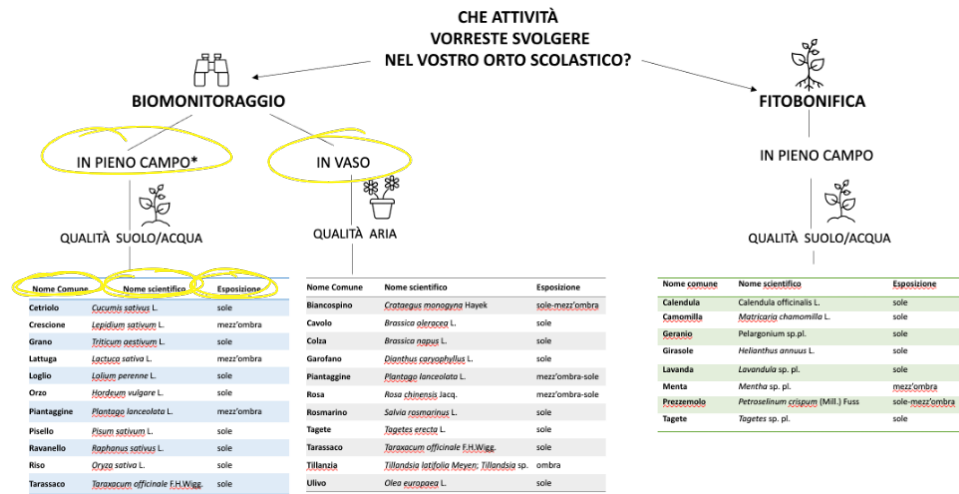 CHE ATTIVITÀ
VORRESTE SVOLGERE
NEL VOSTRO ORTO SCOLASTICO?
BIOMONITORAGGIO
IN PIENO CAMPO*
QUALITÀ SUOLO/ACQUA
Nome Comune Nome scientifico Esposizione
Cetriolo Cucumis sativus L. sole
Crescione Lepidium sativum L. mezz'ombra
Grano Triticum aestivum L. sole
Lattuga Lactuca sativa L. mezz'ombra
Loglio Lolium perenne L. sole
Orzo Hordeum vulgare L. sole
Piantaggine Plantago lanceolata L. mezz'ombra
Pisello Pisum sativum L. sole
Ravanello Raphanus sativus L. sole
Riso Oryza sativa L. sole
Tarassaco Taraxacum officinale F.H.Wigg. sole
IN VASO
QUALITÀ ARIA
Nome Comune Nome scientifico Esposizione
Biancospino Crataegus monogyna Hayek sole-mezz'ombra
Cavolo Brassica oleracea L. sole
Colza Brassica napus L. sole
Garofano Dianthus caryophyllus L. sole
Piantaggine Plantago lanceolata L. mezz'ombra-sole
Rosa Rosa chinensis Jacq. mezz'ombra-sole
Rosmarino Salvia rosmarinus L. sole
Tagete Tagetes erecta L. sole
Tarassaco Taraxacum officinale F.H.Wigg. sole
Tillanzia Tillandsia latifolia Meyen; Tillandsia sp. ombra
Ulivo Olea europaea L. sole
FITOBONIFICA
IN PIENO CAMPO
QUALITÀ SUOLO/ACQUA
Nome comune Nome scientifico Esposizione
Calendula Calendula officinalis L. sole
Camomilla Matricaria chamomilla L. sole
Geranio Pelargonium sp.pl. sole
Girasole Helianthus annuus L. sole
Lavanda Lavandula sp. pl. sole
Menta Mentha sp. pl. mezz'ombra
Prezzemolo Petroselinum crispum (Mill.) Fuss sole-mezz'ombra
Tagete Tagetes sp. pl. sole